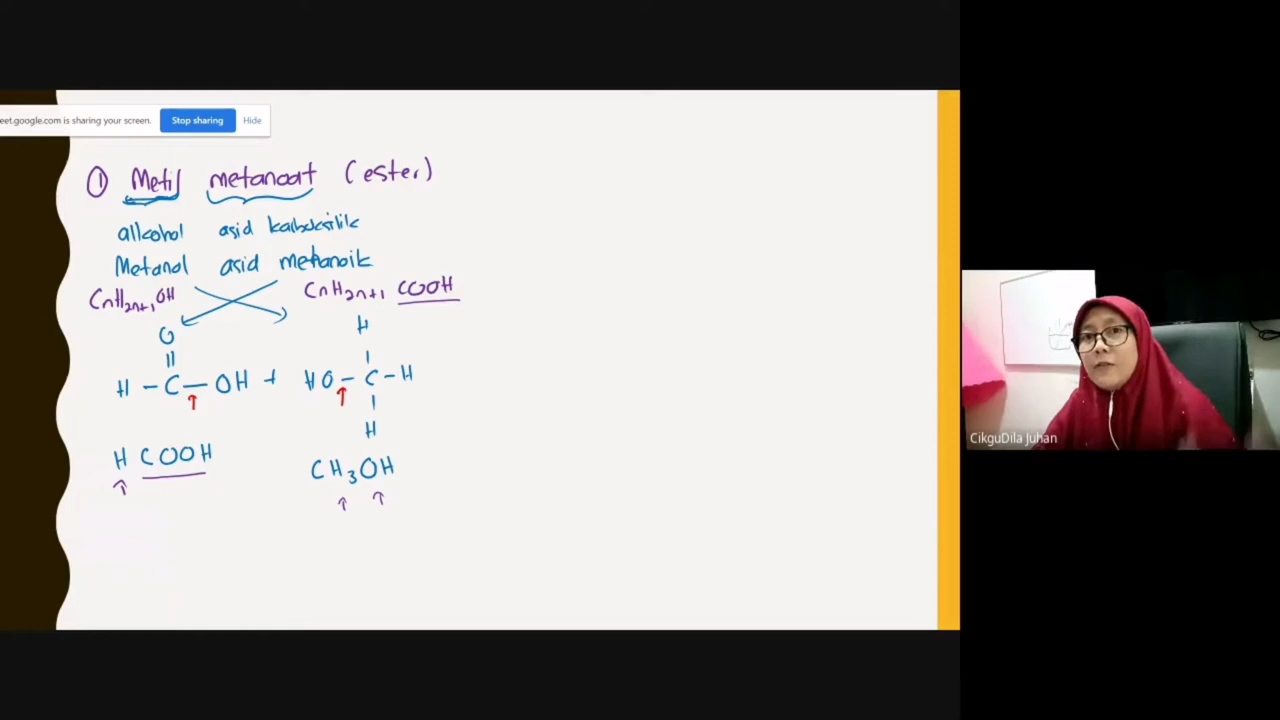 eet.google.com is sharing your screen. Stop sharing Hide
① Metil metanoat (ester)
alkohol asid karboksilik
Metanol asid metanoik
CnH2n+1OH CnH2n+1 COOH
O H
|| |
H – C – OH + HO – C – H
↑ ↑ |
H
H COOH CH3OH
↑ ↑ ↑
CikguDila Juhan